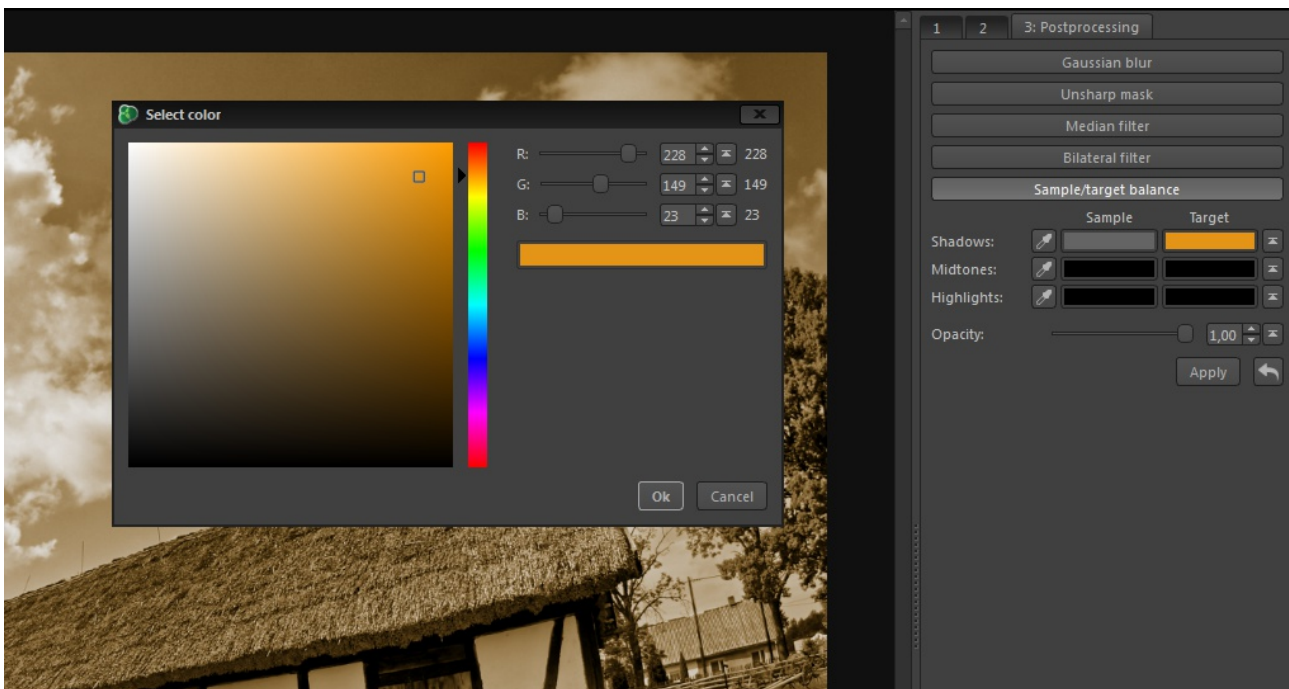 1 2 3: Postprocessing
Gaussian blur
Unsharp mask
Median filter
Bilateral filter
Sample/target balance
Sample Target
Shadows:
Midtones:
Highlights:
Opacity: 1,00
Apply
Select color
R: 228 228
G: 149 149
B: 23 23
Ok Cancel